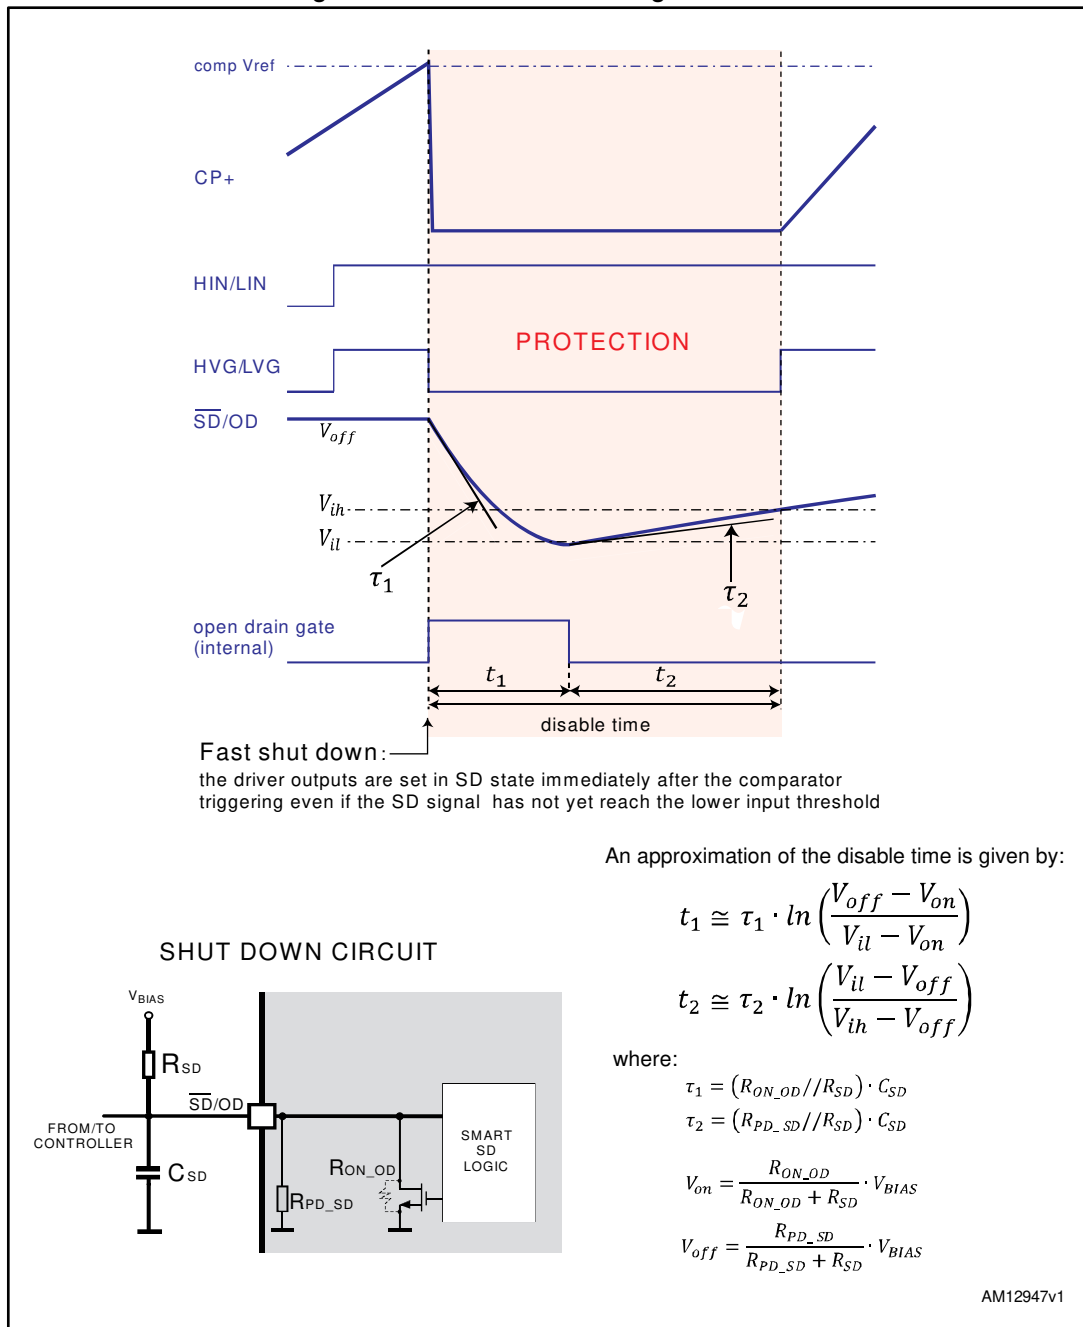 comp Vref
CP+
HIN/LIN
PROTECTION
HVG/LVG
SD/OD
V_off
V_ih
V_il
τ_1
τ_2
open drain gate
(internal)
t_1
t_2
disable time
Fast shut down:
the driver outputs are set in SD state immediately after the comparator
triggering even if the SD signal has not yet reach the lower input threshold
An approximation of the disable time is given by:
t_1 ≅ τ_1 · ln((V_off − V_on)/(V_il − V_on))
t_2 ≅ τ_2 · ln((V_il − V_off)/(V_ih − V_off))
where:
τ_1 = (R_ON_OD//R_SD) · C_SD
τ_2 = (R_PD_SD//R_SD) · C_SD
V_on = R_ON_OD/(R_ON_OD + R_SD) · V_BIAS
V_off = R_PD_SD/(R_PD_SD + R_SD) · V_BIAS
SHUT DOWN CIRCUIT
VBIAS
RSD
SD/OD
FROM/TO
CONTROLLER
CSD
RPD_SD
RON_OD
SMART
SD
LOGIC
AM12947v1